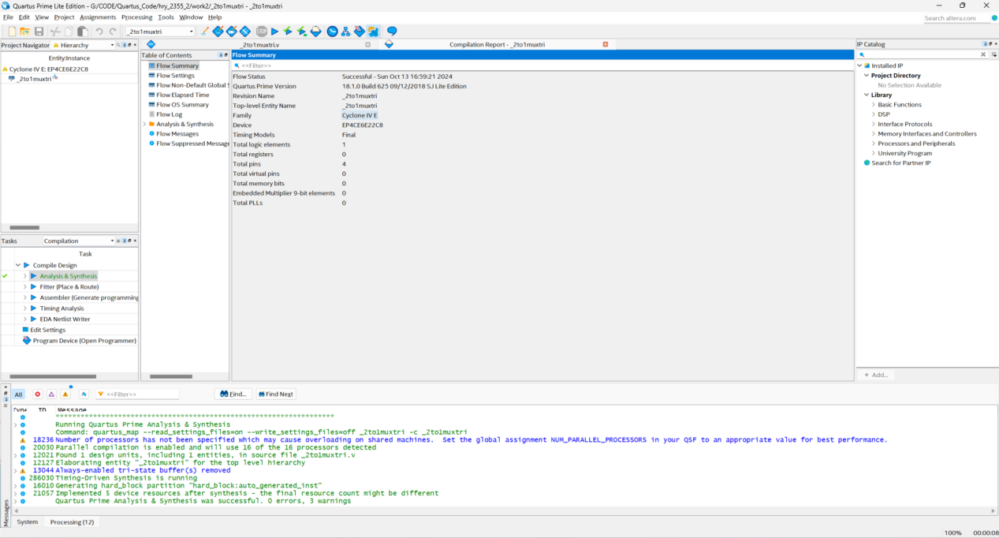 Quartus Prime Lite Edition - G:/CODE/Quartus_Code/hry_2355_2/work2/_2to1muxtri - _2to1muxtri
File Edit View Project Assignments Processing Tools Window Help
Search altera.com
_2to1muxtri
Project Navigator Hierarchy
Entity:Instance
Cyclone IV E: EP4CE6E22C8
_2to1muxtri
Tasks Compilation
Task
Compile Design
Analysis & Synthesis
Fitter (Place & Route)
Assembler (Generate programming
Timing Analysis
EDA Netlist Writer
Edit Settings
Program Device (Open Programmer)
_2to1muxtri.v
Compilation Report - _2to1muxtri
Table of Contents
Flow Summary
Flow Settings
Flow Non-Default Global S
Flow Elapsed Time
Flow OS Summary
Flow Log
Analysis & Synthesis
Flow Messages
Flow Suppressed Message
Flow Summary
<<Filter>>
Flow Status Successful - Sun Oct 13 16:59:21 2024
Quartus Prime Version 18.1.0 Build 625 09/12/2018 SJ Lite Edition
Revision Name _2to1muxtri
Top-level Entity Name _2to1muxtri
Family Cyclone IV E
Device EP4CE6E22C8
Timing Models Final
Total logic elements 1
Total registers 0
Total pins 4
Total virtual pins 0
Total memory bits 0
Embedded Multiplier 9-bit elements 0
Total PLLs 0
IP Catalog
Installed IP
Project Directory
No Selection Available
Library
Basic Functions
DSP
Interface Protocols
Memory Interfaces and Controllers
Processors and Peripherals
University Program
Search for Partner IP
+ Add...
All <<Filter>> Find... Find Next
Type ID Message
*******************************************************************
Running Quartus Prime Analysis & Synthesis
Command: quartus_map --read_settings_files=on --write_settings_files=off _2to1muxtri -c _2to1muxtri
18236 Number of processors has not been specified which may cause overloading on shared machines. Set the global assignment NUM_PARALLEL_PROCESSORS in your QSF to an appropriate value for best performance.
20030 Parallel compilation is enabled and will use 16 of the 16 processors detected
12021 Found 1 design units, including 1 entities, in source file _2to1muxtri.v
12127 Elaborating entity "_2to1muxtri" for the top level hierarchy
13044 Always-enabled tri-state buffer(s) removed
286030 Timing-Driven Synthesis is running
16010 Generating hard_block partition "hard_block:auto_generated_inst"
21057 Implemented 5 device resources after synthesis - the final resource count might be different
Quartus Prime Analysis & Synthesis was successful. 0 errors, 3 warnings
Messages
System Processing (12)
100% 00:00:08